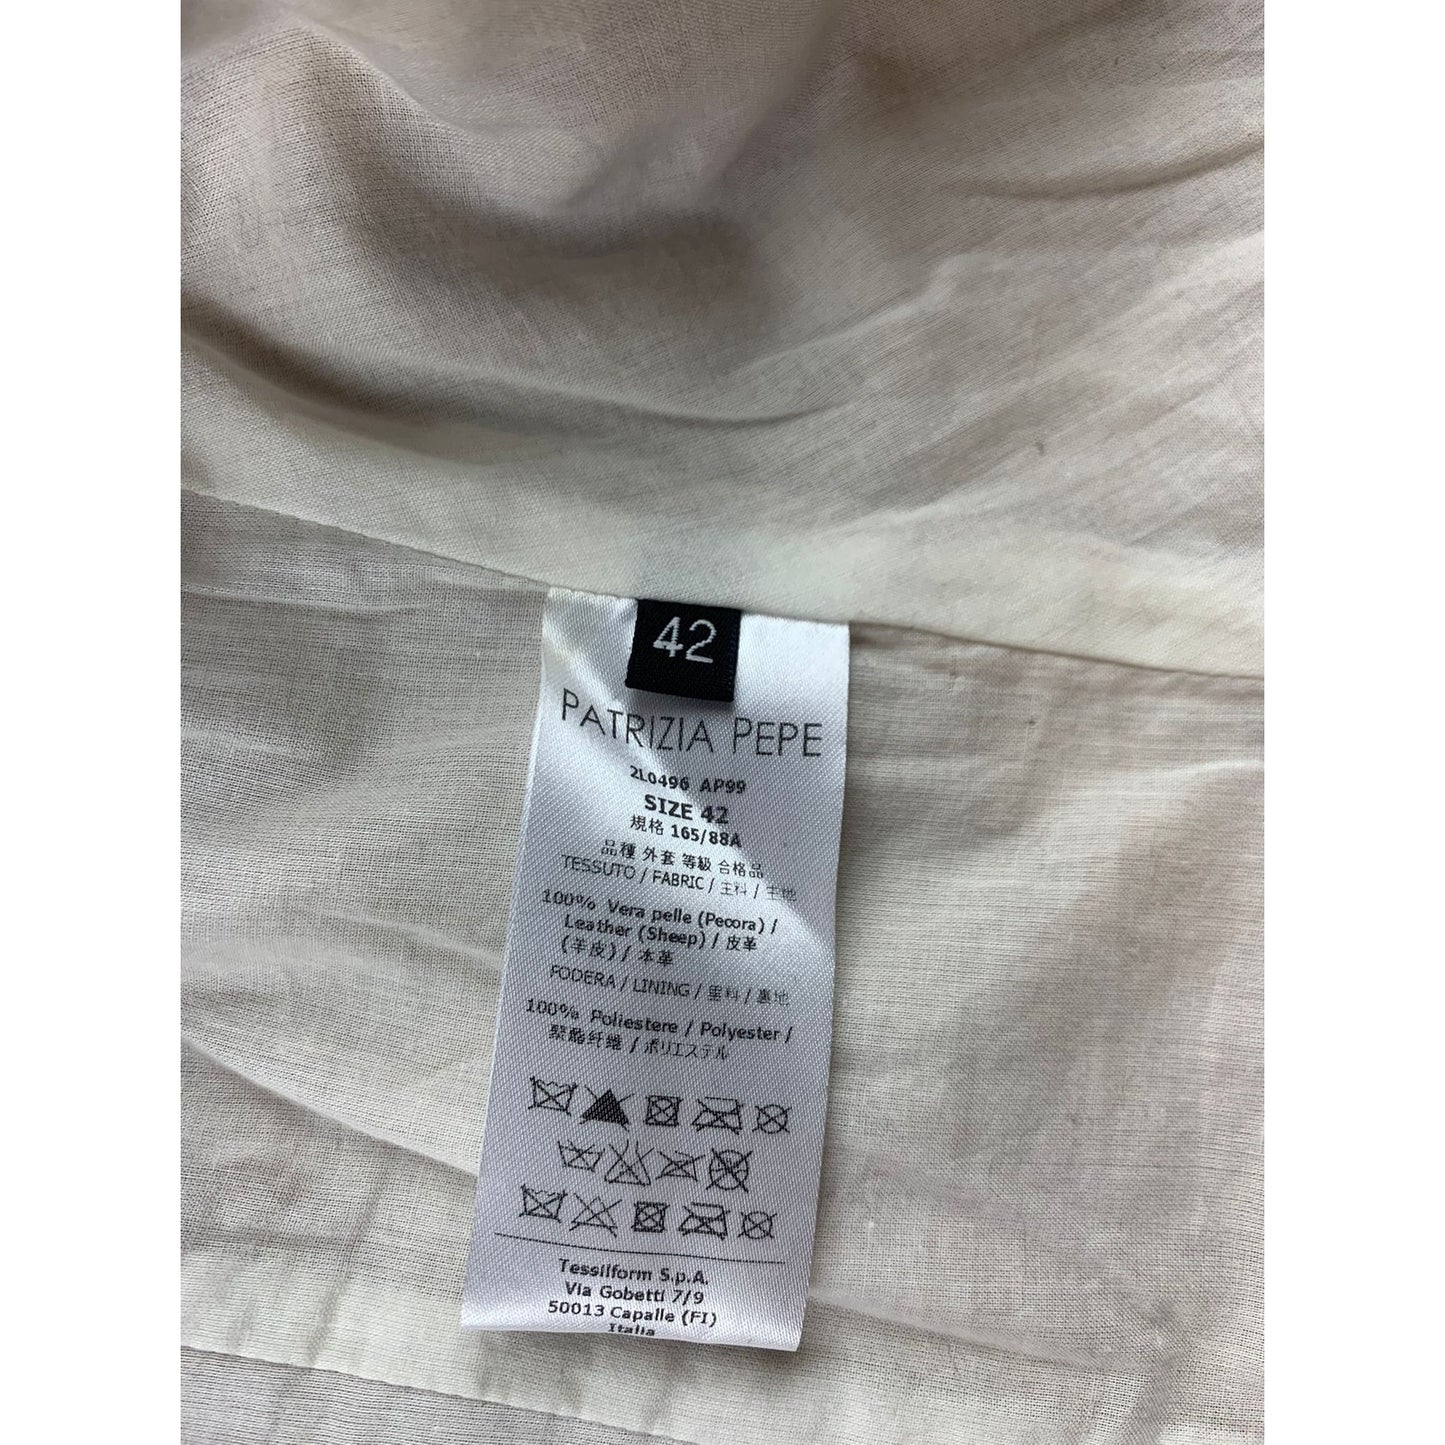 42
PATRIZIA PEPE
2L0496 AP99
SIZE 42
規格 165/88A
品種 外套 等級 合格品
TESSUTO / FABRIC / 主料 / 生地
100% Vera pelle (Pecora) /
Leather (Sheep) / 皮革
(羊皮) / 本革
FODERA / LINING / 里料 / 裏地
100% Poliestere / Polyester /
聚酯纤维 / ポリエステル
Tessilform S.p.A.
Via Gobetti 7/9
50013 Capalle (FI)
Italia